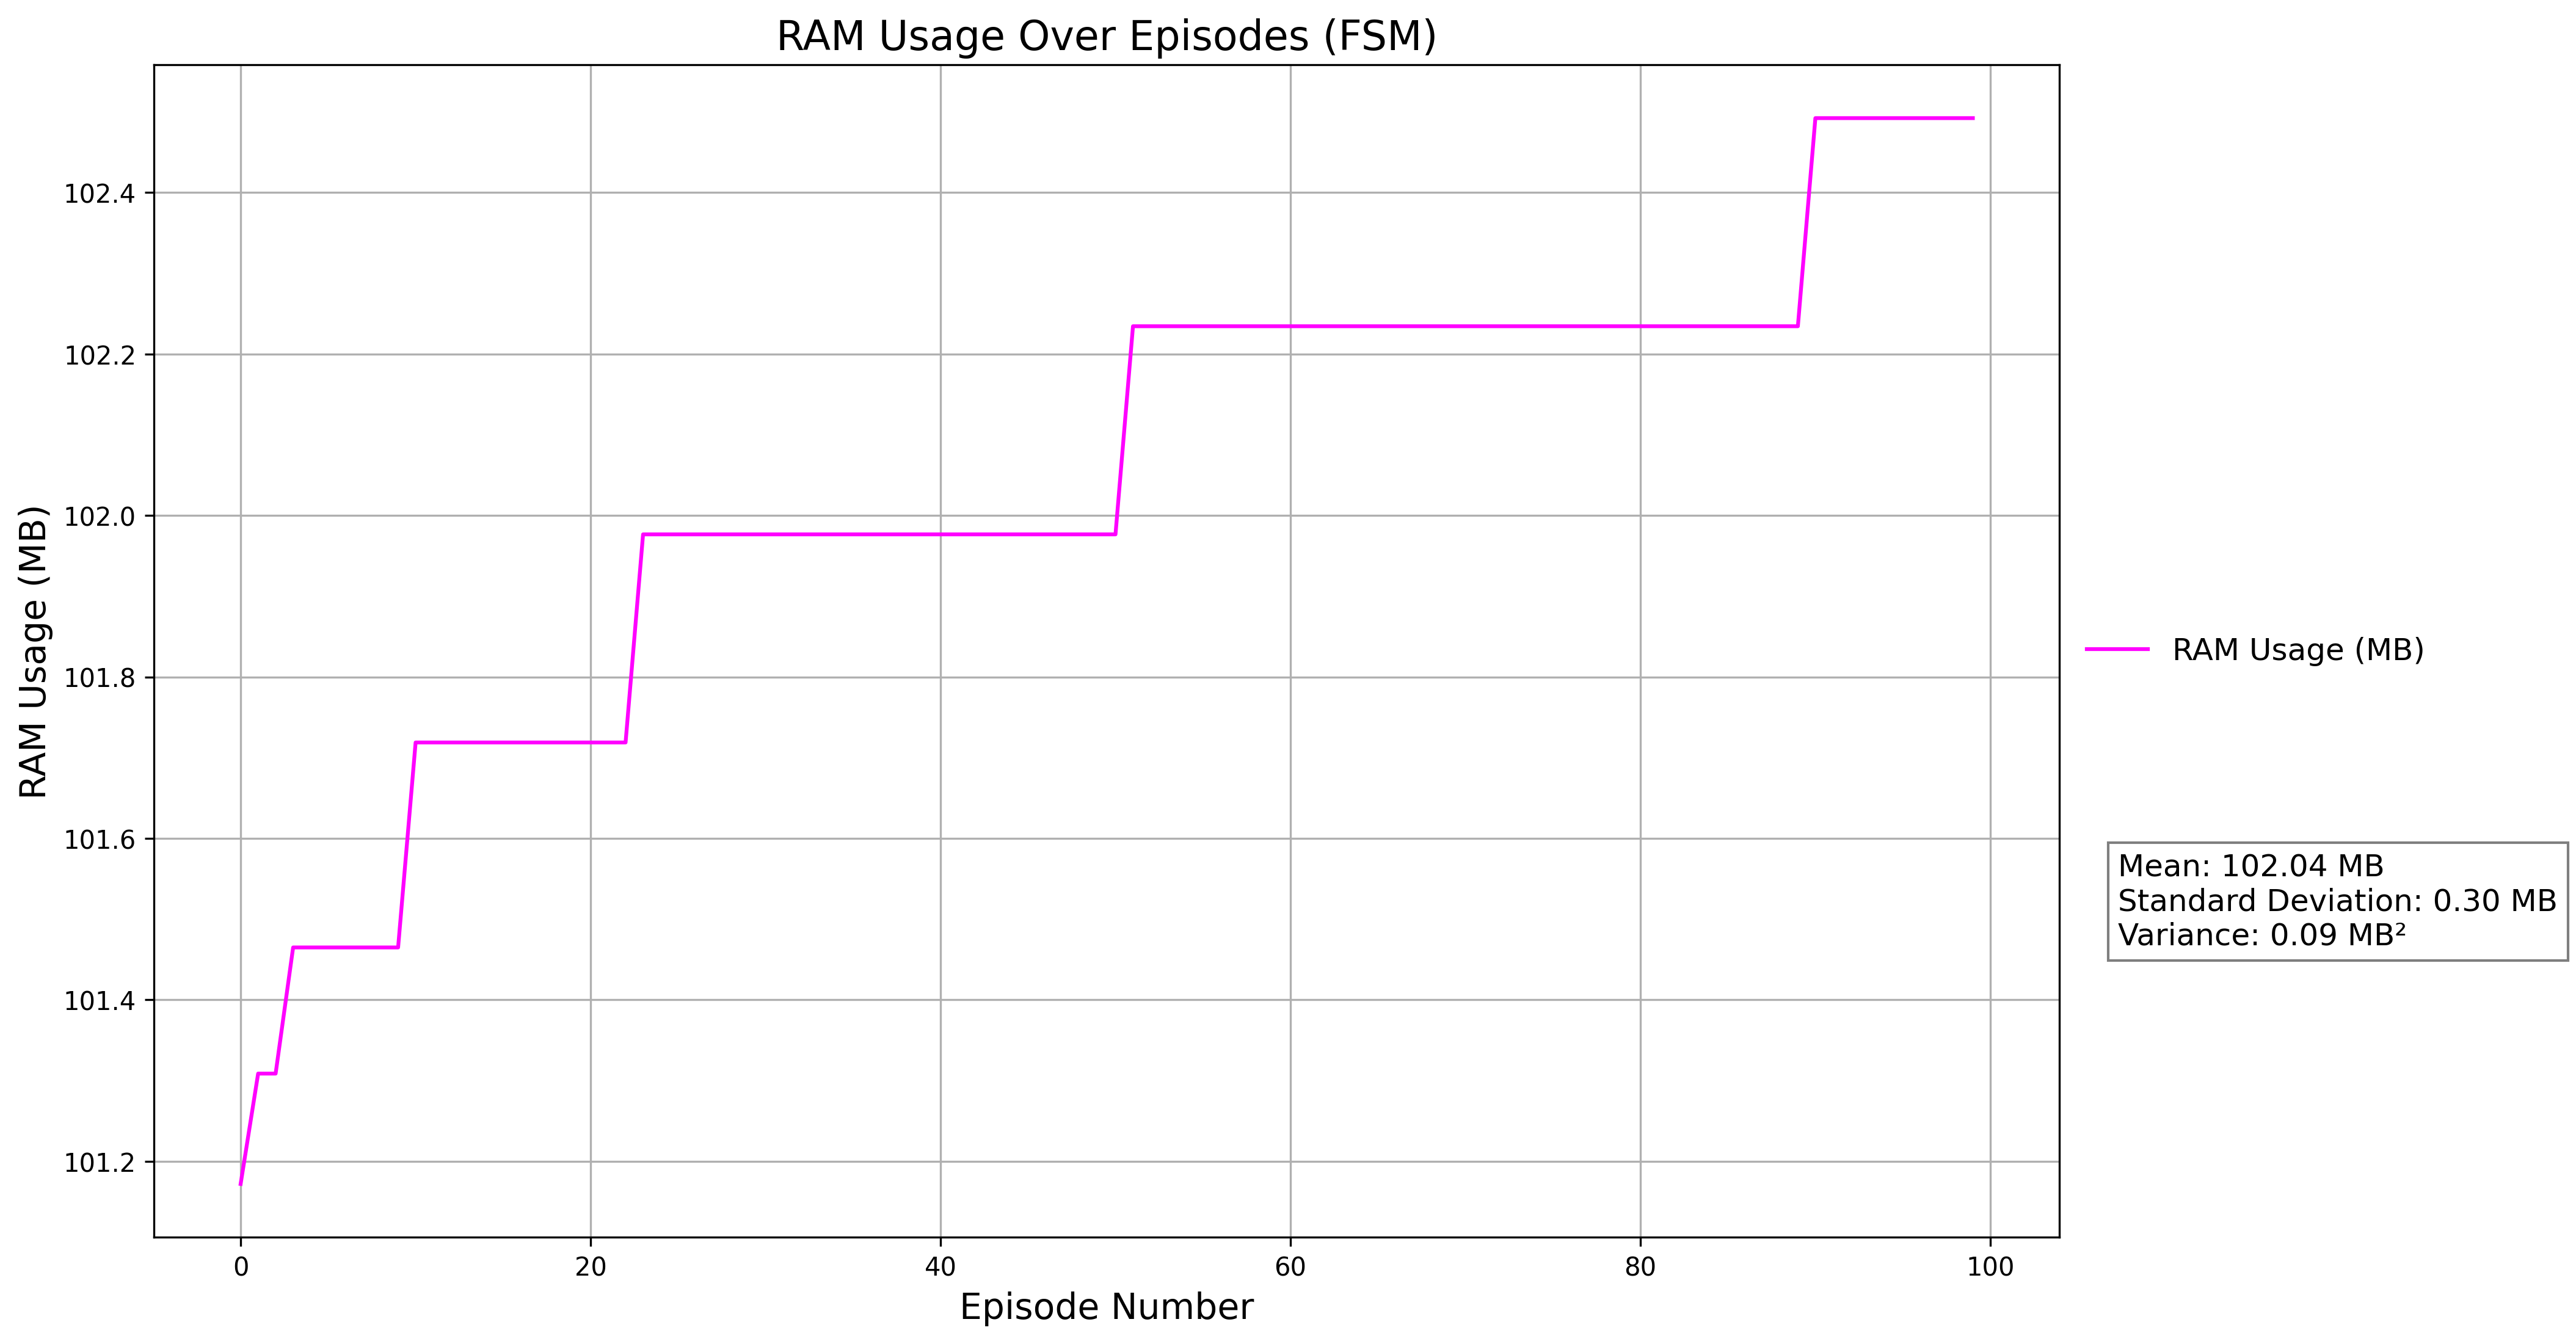 RAM Usage Over Episodes (FSM)
RAM Usage (MB)
102.4
102.2
102.0
101.8
101.6
101.4
101.2
0 20 40 60 80 100
Episode Number
RAM Usage (MB)
Mean: 102.04 MB
Standard Deviation: 0.30 MB
Variance: 0.09 MB²